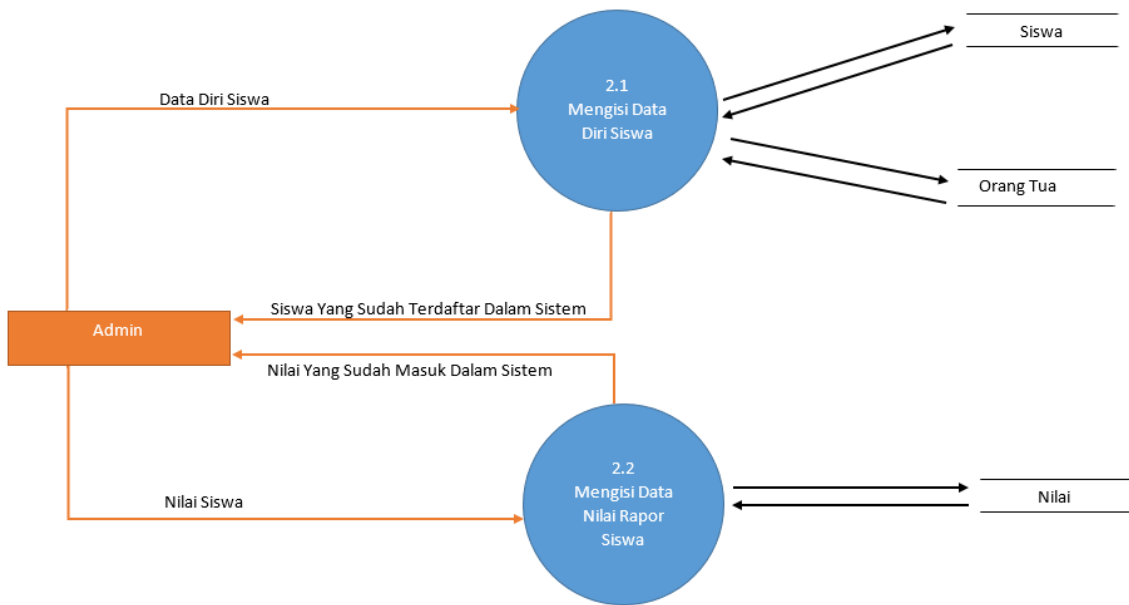 Siswa
2.1
Mengisi Data
Diri Siswa
Data Diri Siswa
Orang Tua
Siswa Yang Sudah Terdaftar Dalam Sistem
Admin
Nilai Yang Sudah Masuk Dalam Sistem
2.2
Mengisi Data
Nilai Rapor
Siswa
Nilai Siswa
Nilai